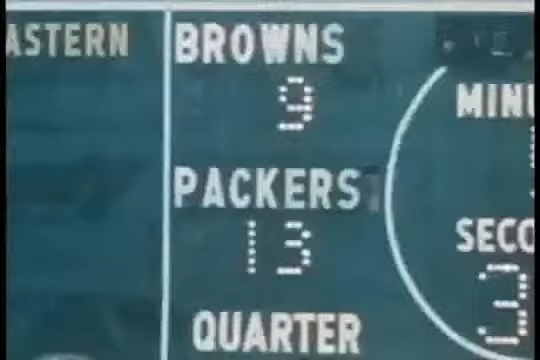 ASTERN
BROWNS
9
MINU
PACKERS
13
SECO
3
QUARTER